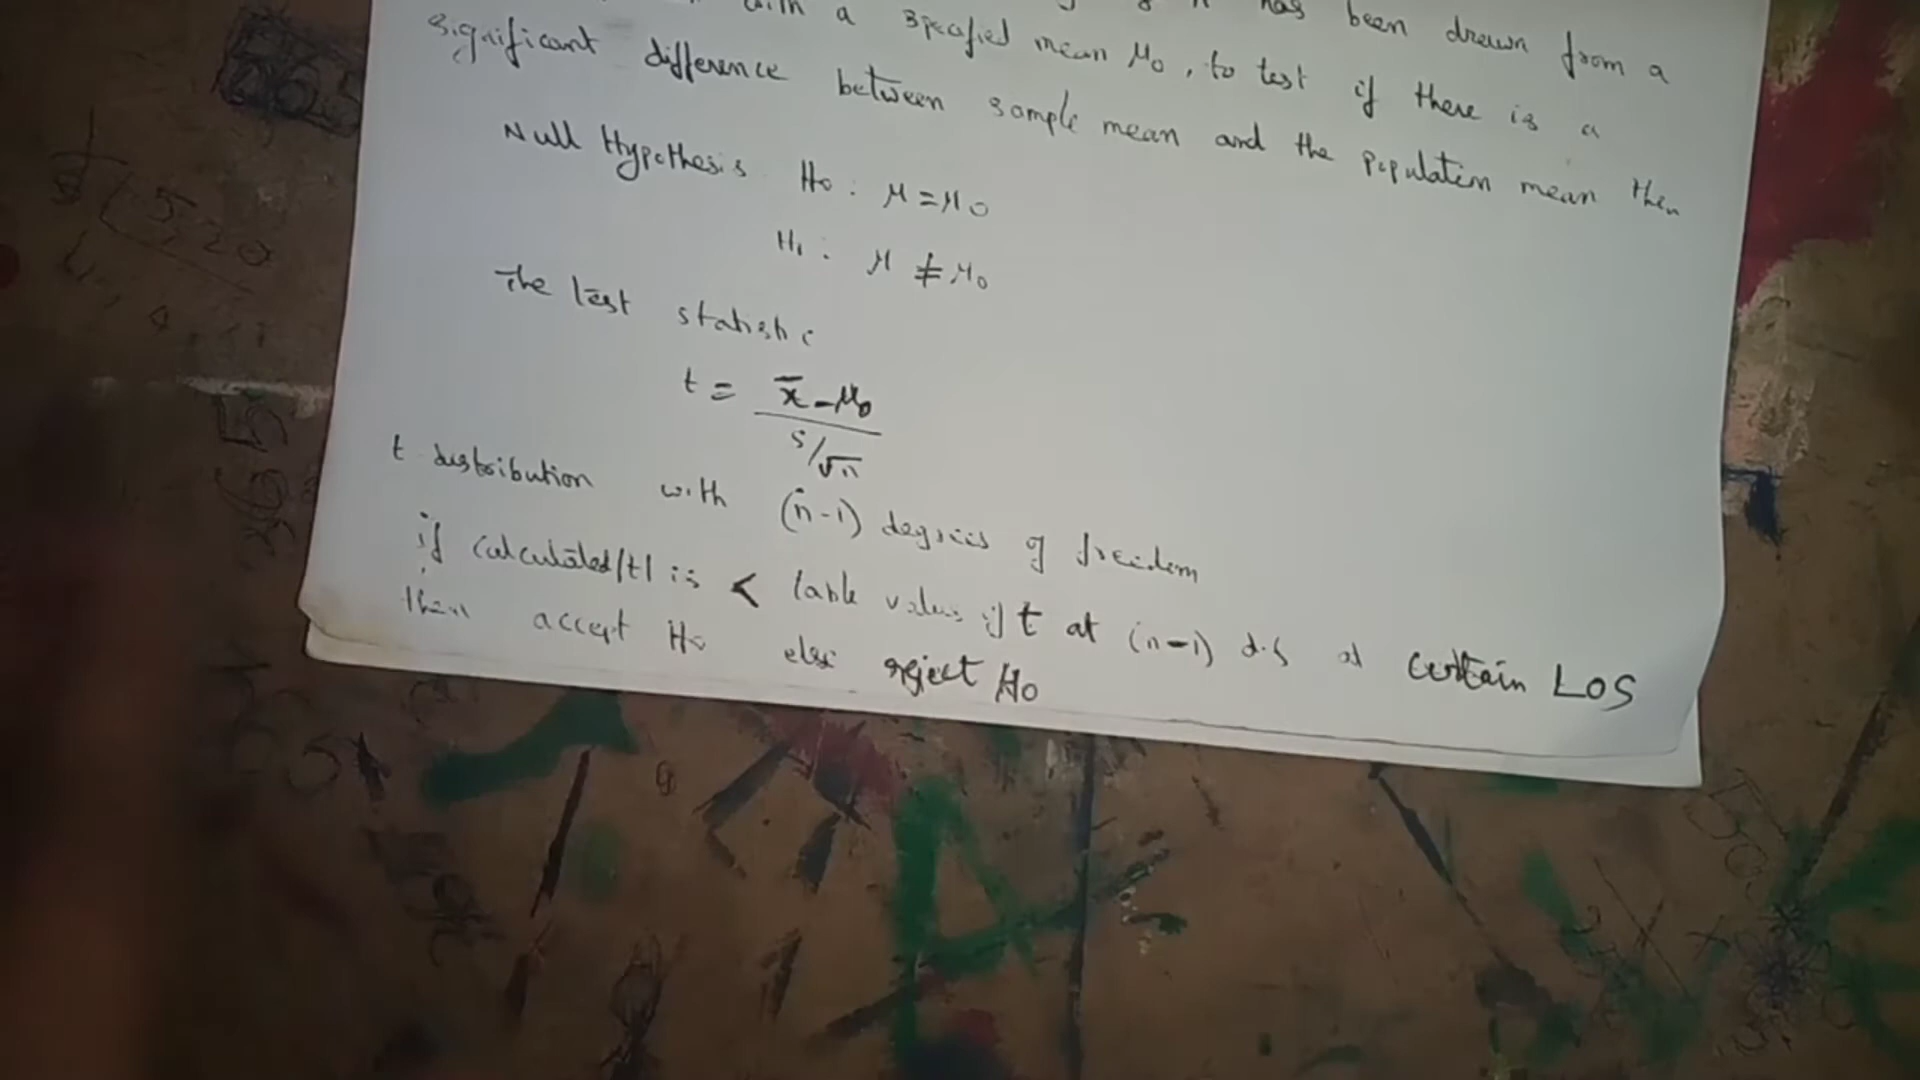 with a specified mean μ0, to test if there is a
has been drawn from a
significant difference between sample mean and the population mean then
Null Hypothesis H0 : μ = μ0
H1 : μ ≠ μ0
The test statistic
t = x̄ - μ0 / s/√n
t distribution with (n-1) degrees of freedom
if calculated |t| is < table value of t at (n-1) d.f at certain LOS
then accept H0 else reject H0